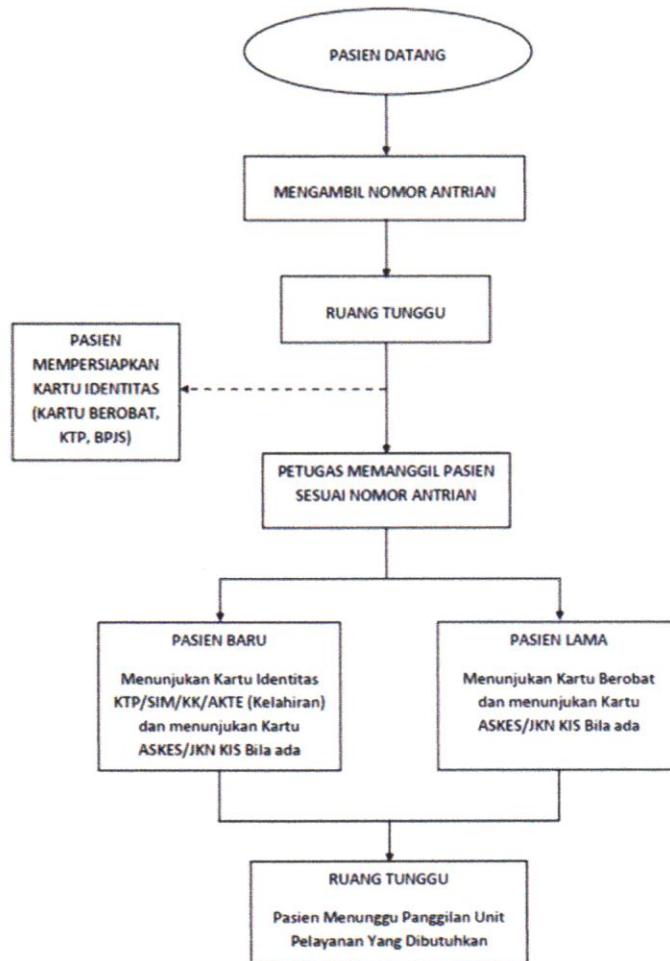 PASIEN DATANG
MENGAMBIL NOMOR ANTRIAN
RUANG TUNGGU
PASIEN
MEMPERSIAPKAN
KARTU IDENTITAS
(KARTU BEROBAT,
KTP, BPJS)
PETUGAS MEMANGGIL PASIEN
SESUAI NOMOR ANTRIAN
PASIEN BARU
Menunjukan Kartu Identitas
KTP/SIM/KK/AKTE (Kelahiran)
dan menunjukan Kartu
ASKES/JKN KIS Bila ada
PASIEN LAMA
Menunjukan Kartu Berobat
dan menunjukan Kartu
ASKES/JKN KIS Bila ada
RUANG TUNGGU
Pasien Menunggu Panggilan Unit
Pelayanan Yang Dibutuhkan